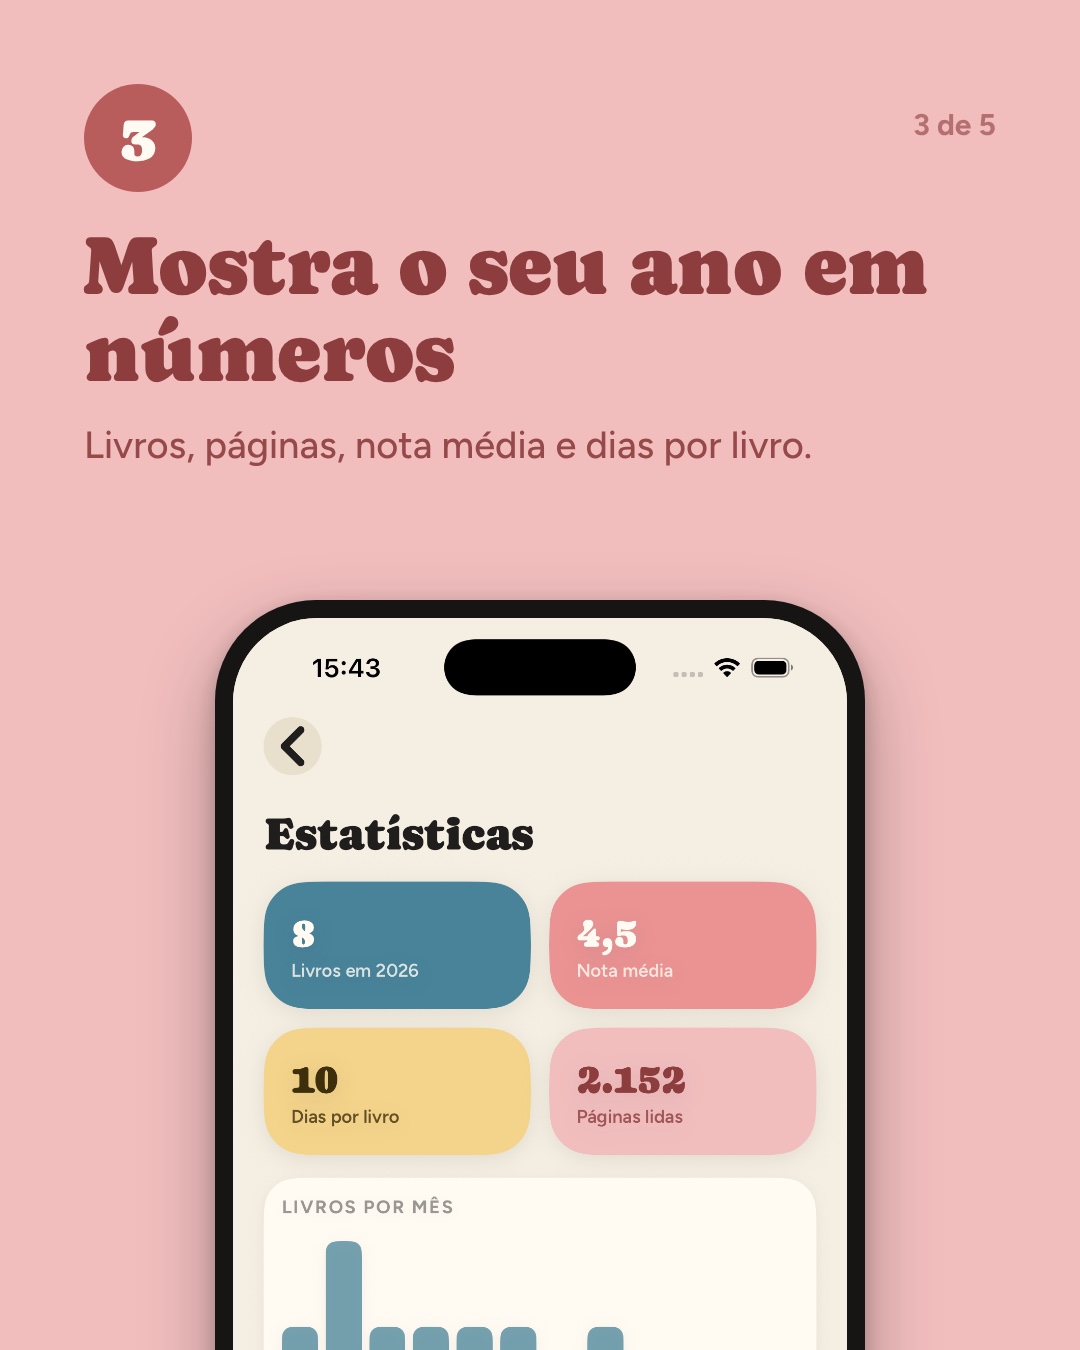 3
3 de 5
Mostra o seu ano em
números
Livros, páginas, nota média e dias por livro.
15:43
Estatísticas
8
Livros em 2026
4,5
Nota média
10
Dias por livro
2.152
Páginas lidas
LIVROS POR MÊS